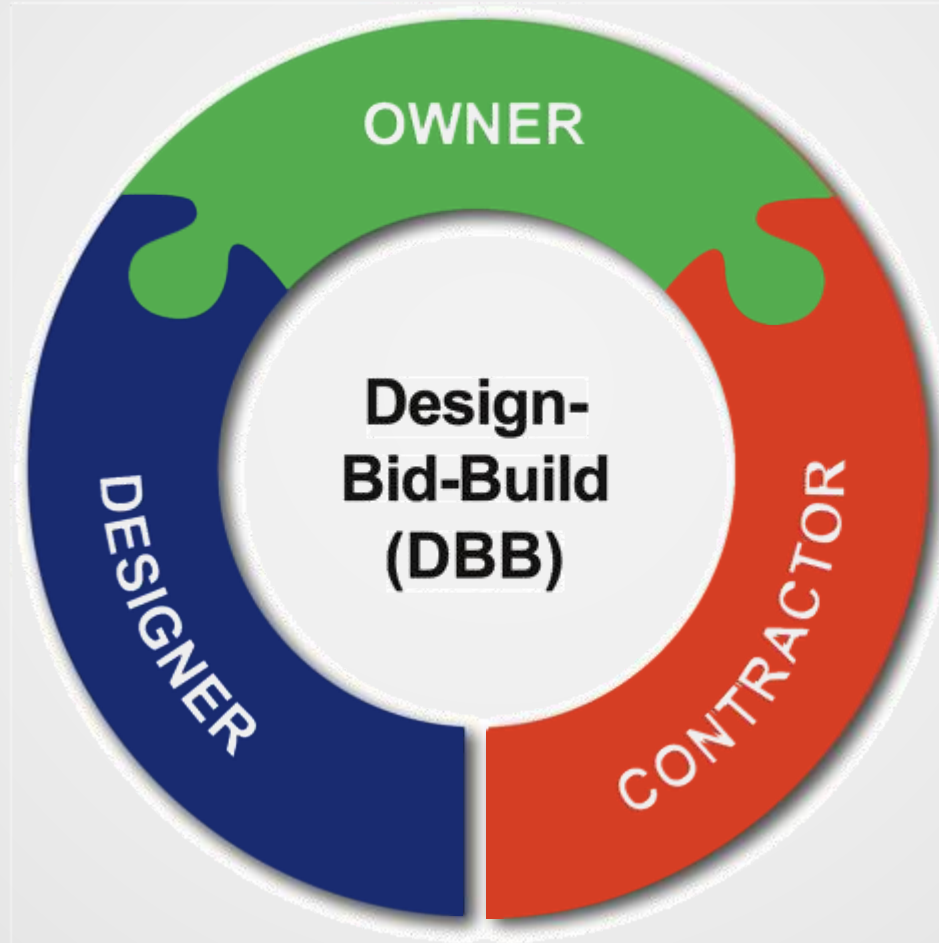 OWNER
Design-
Bid-Build
(DBB)
DESIGNER
CONTRACTOR